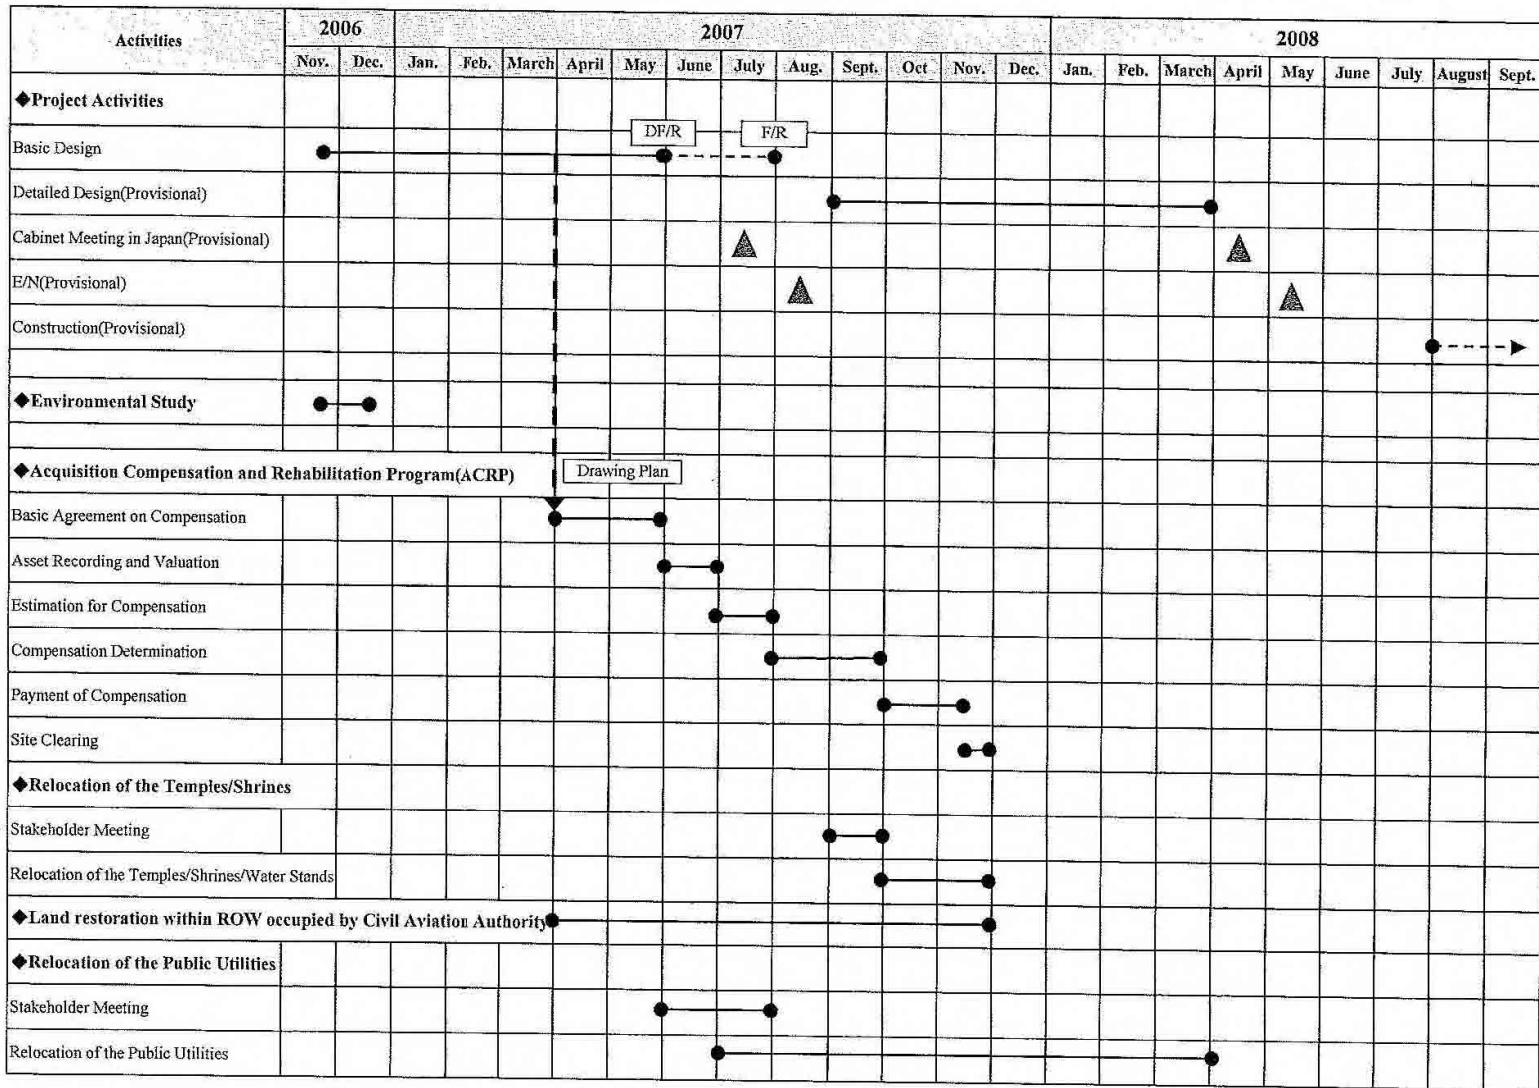 Activities 2006 2007 2008
Nov. Dec. Jan. Feb. March April May June July Aug. Sept. Oct Nov. Dec. Jan. Feb. March April May June July August Sept.
◆Project Activities
DF/R F/R
Basic Design
Detailed Design(Provisional)
Cabinet Meeting in Japan(Provisional)
E/N(Provisional)
Construction(Provisional)
◆Environmental Study
◆Acquisition Compensation and Rehabilitation Program(ACRP) Drawing Plan
Basic Agreement on Compensation
Asset Recording and Valuation
Estimation for Compensation
Compensation Determination
Payment of Compensation
Site Clearing
◆Relocation of the Temples/Shrines
Stakeholder Meeting
Relocation of the Temples/Shrines/Water Stands
◆Land restoration within ROW occupied by Civil Aviation Authority
◆Relocation of the Public Utilities
Stakeholder Meeting
Relocation of the Public Utilities